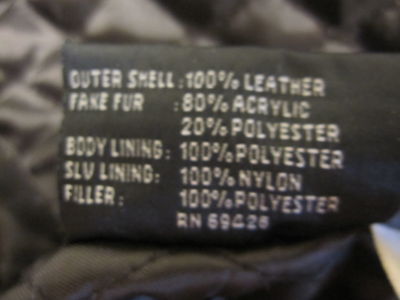 OUTER SHELL : 100% LEATHER
FAKE FUR : 80% ACRYLIC
20% POLYESTER
BODY LINING : 100% POLYESTER
SLV LINING : 100% NYLON
FILLER : 100% POLYESTER
RN 69426